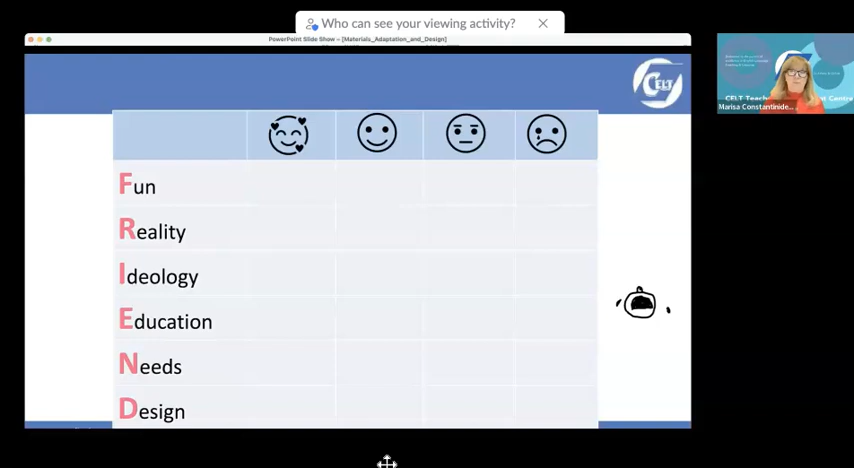 Who can see your viewing activity?
PowerPoint Slide Show – [Materials_Adaptation_and_Design]
CELT
Marisa Constantinide...
Fun
Reality
Ideology
Education
Needs
Design